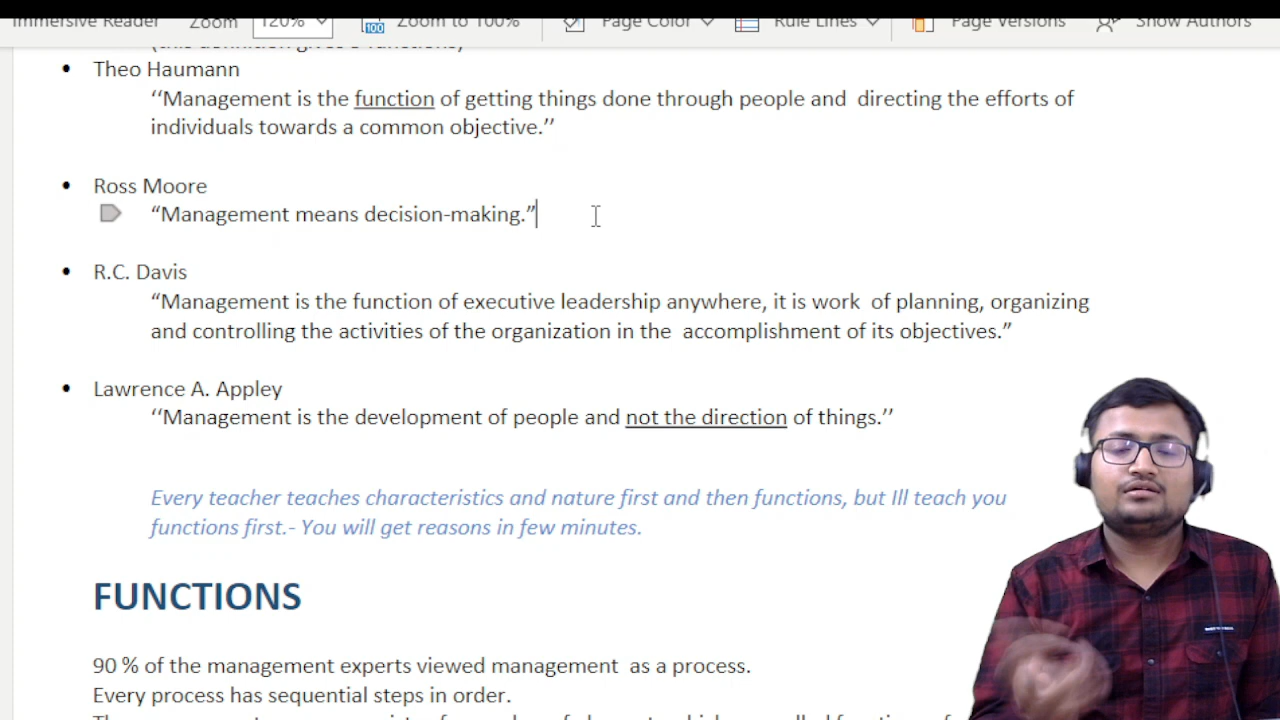 Immersive Reader Zoom 120% Zoom to 100% Page Color Rule Lines Page Versions Show Authors
100
• Theo Haumann
‘‘Management is the function of getting things done through people and directing the efforts of
individuals towards a common objective.’’
• Ross Moore
“Management means decision-making.”
• R.C. Davis
“Management is the function of executive leadership anywhere, it is work of planning, organizing
and controlling the activities of the organization in the accomplishment of its objectives.”
• Lawrence A. Appley
‘‘Management is the development of people and not the direction of things.’’
Every teacher teaches characteristics and nature first and then functions, but Ill teach you
functions first.- You will get reasons in few minutes.
FUNCTIONS
90 % of the management experts viewed management as a process.
Every process has sequential steps in order.